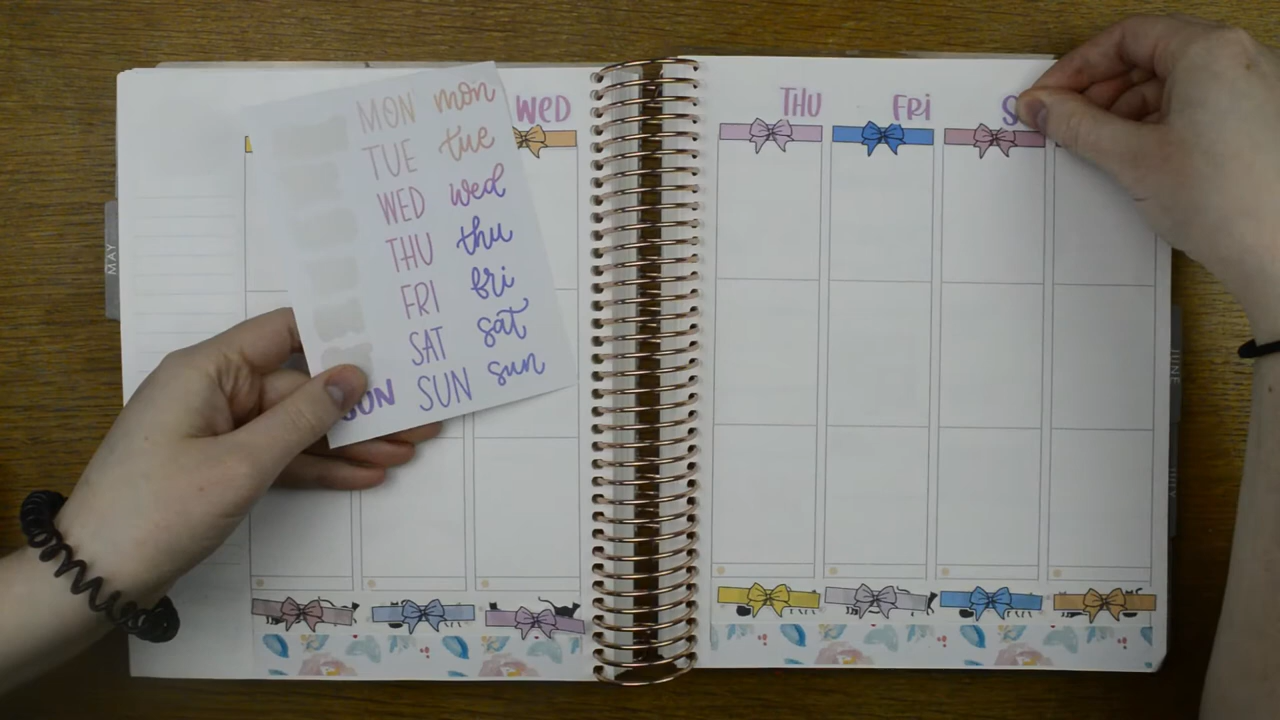 MON mon
TUE tue
WED wed
THU thu
FRI fri
SAT sat
SUN SUN sun
WED
THU FRI S
MAY
JUNE